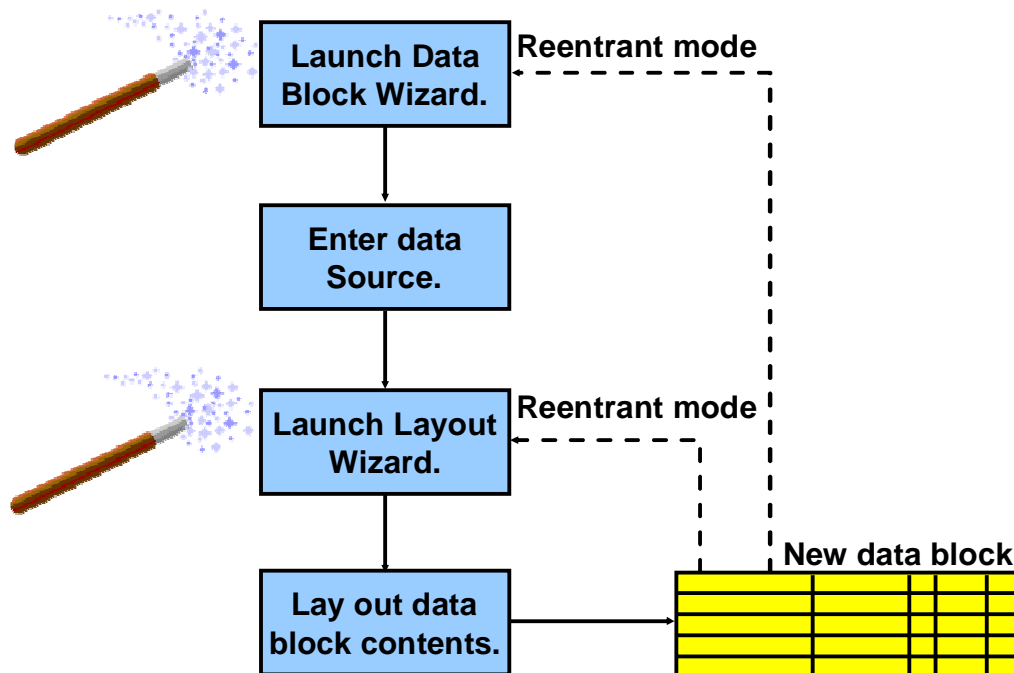 Launch Data
Block Wizard.
Reentrant mode
Enter data
Source.
Launch Layout
Wizard.
Reentrant mode
Lay out data
block contents.
New data block